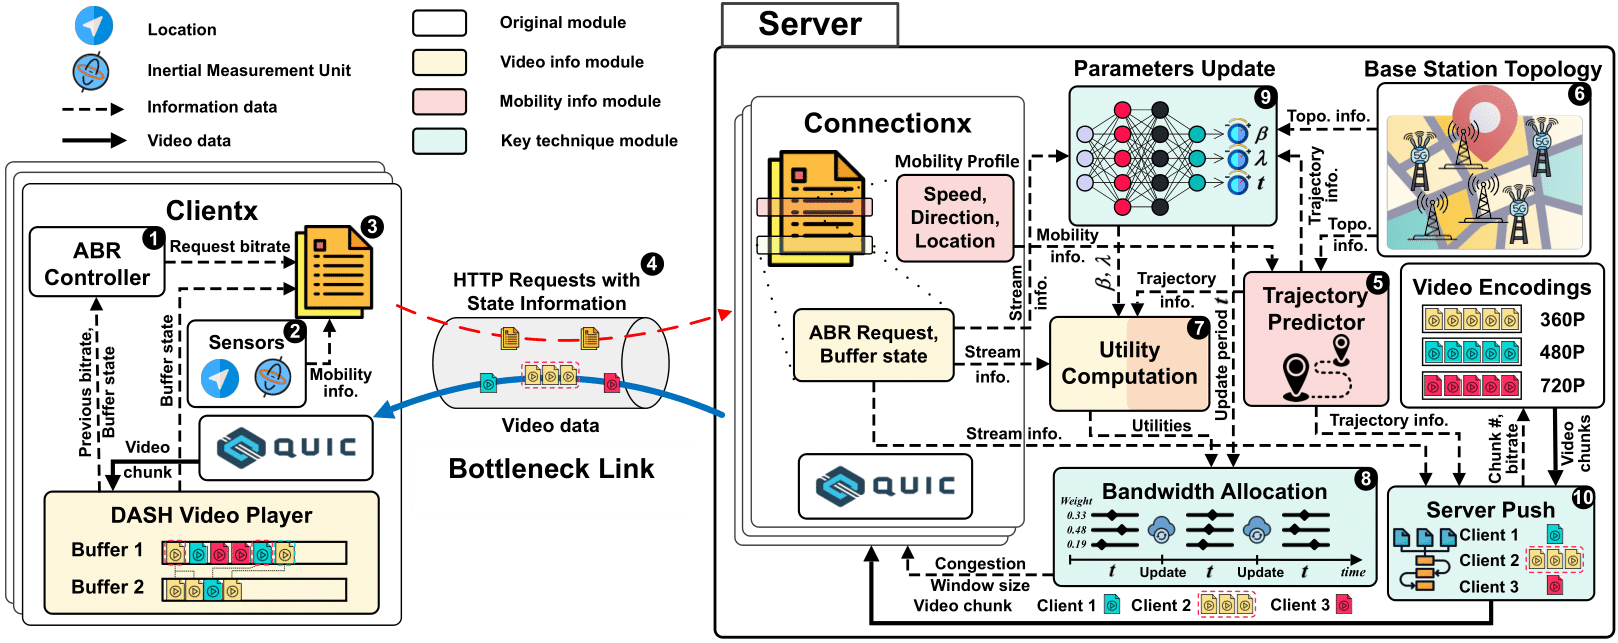 Location
Inertial Measurement Unit
Information data
Video data
Original module
Video info module
Mobility info module
Key technique module
Clientx
ABR
Controller
1
Request bitrate
3
2
Sensors
Mobility
info.
Previous bitrate,
Buffer state
Buffer state
Video
chunk
QUIC
DASH Video Player
Buffer 1
Buffer 2
HTTP Requests with
State Information
4
Video data
Bottleneck Link
Server
Connectionx
Mobility Profile
Speed,
Direction,
Location
ABR Request,
Buffer state
QUIC
Mobility
info.
Stream
info.
Stream
info.
Stream info.
Parameters Update
9
β
λ
t
β, λ
Update period t
Topo. info.
Trajectory
info.
Topo.
info.
Base Station Topology
6
5G
5G
5G
Trajectory
info.
5
Trajectory
Predictor
7
Utility
Computation
Utilities
Trajectory info.
Video Encodings
360P
480P
720P
Chunk #,
bitrate
Video
chunks
8
Bandwidth Allocation
Weight
0.33
0.48
0.19
t
Update
t
Update
t
time
10
Server Push
Client 1
Client 2
Client 3
Congestion
Window size
Video chunk
Client 1
Client 2
Client 3